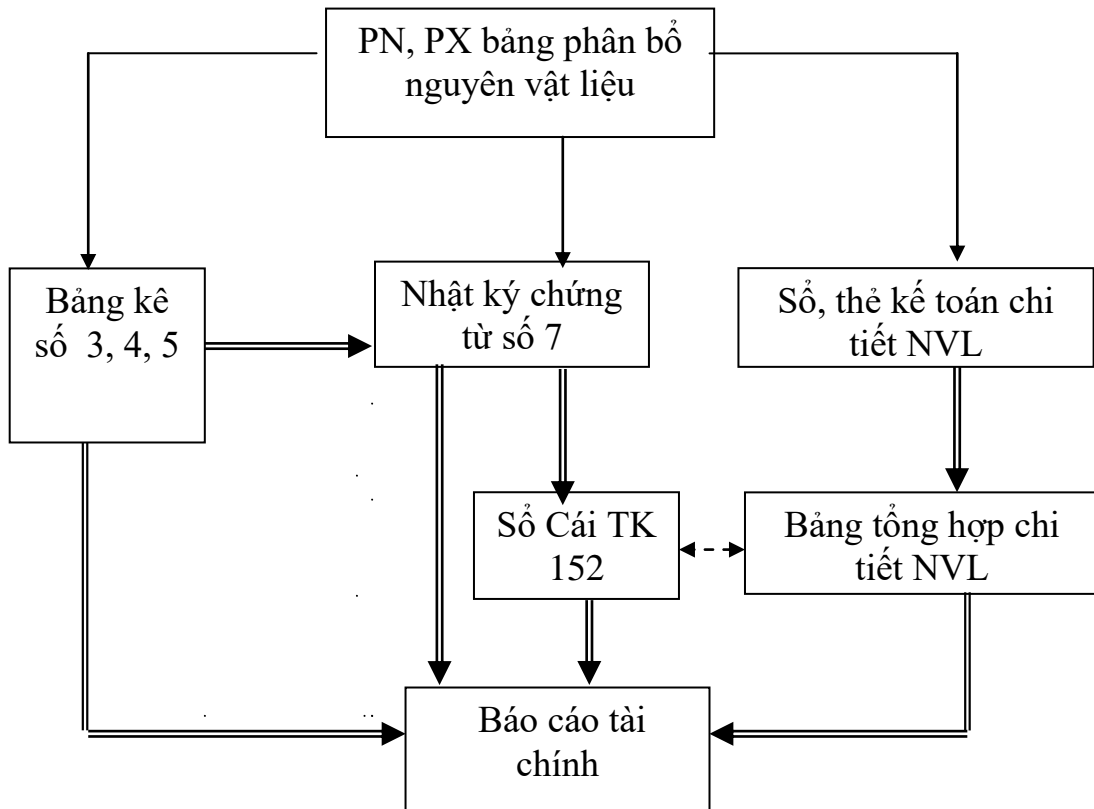 PN, PX bảng phân bổ
nguyên vật liệu
Bảng kê
số 3, 4, 5
Nhật ký chứng
từ số 7
Sổ, thẻ kế toán chi
tiết NVL
Sổ Cái TK
152
Bảng tổng hợp chi
tiết NVL
Báo cáo tài
chính